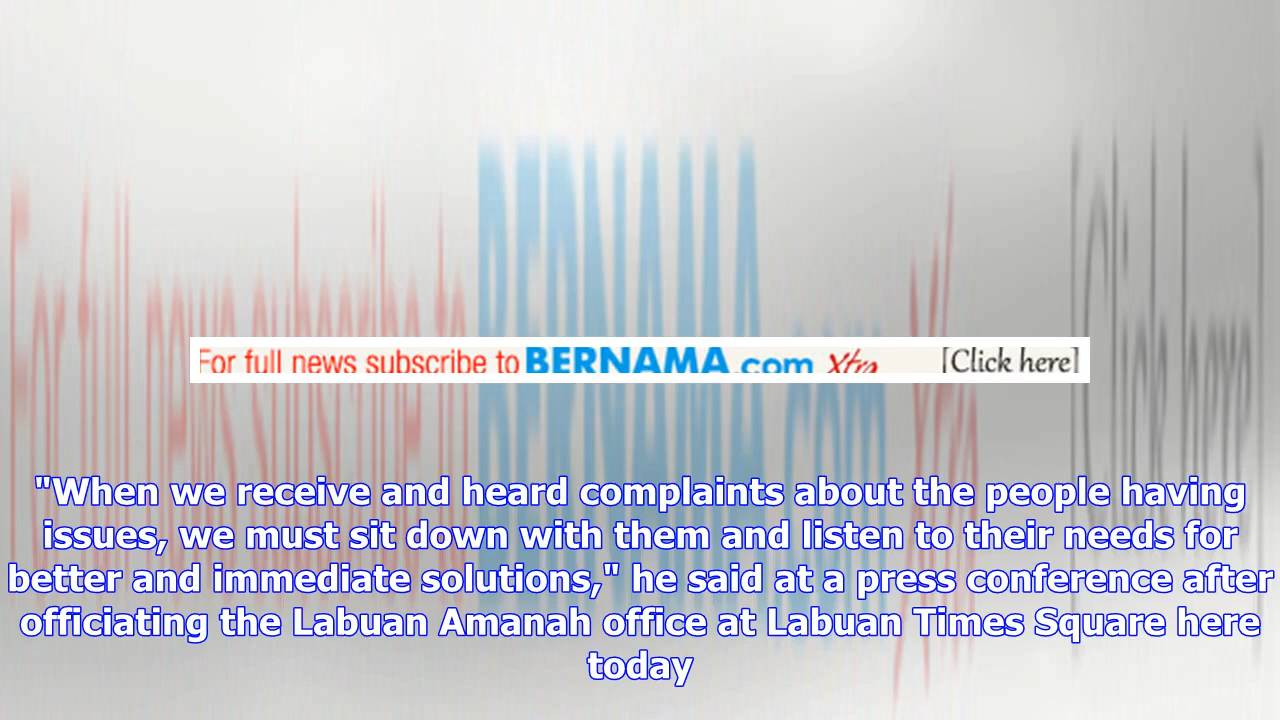 For full news subscribe to BERNAMA.com Xtra [Click here]
"When we receive and heard complaints about the people having
issues, we must sit down with them and listen to their needs for
better and immediate solutions," he said at a press conference after
officiating the Labuan Amanah office at Labuan Times Square here
today